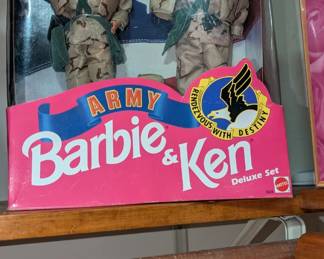 ARMY
RENDEZVOUS WITH DESTINY
Barbie
& Ken
Deluxe Set
MATTEL